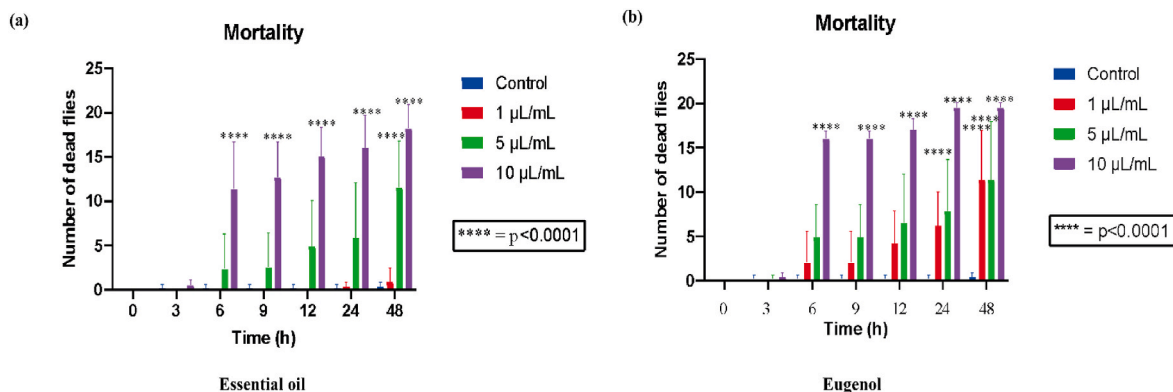 (a)
Mortality
Number of dead flies
25
20
15
10
5
0
**** **** **** **** **** ****
0 3 6 9 12 24 48
Time (h)
Control
1 µL/mL
5 µL/mL
10 µL/mL
**** = p<0.0001
Essential oil
(b)
Mortality
Number of dead flies
25
20
15
10
5
0
**** **** **** **** **** **** **** ****
0 3 6 9 12 24 48
Time (h)
Control
1 µL/mL
5 µL/mL
10 µL/mL
**** = p<0.0001
Eugenol